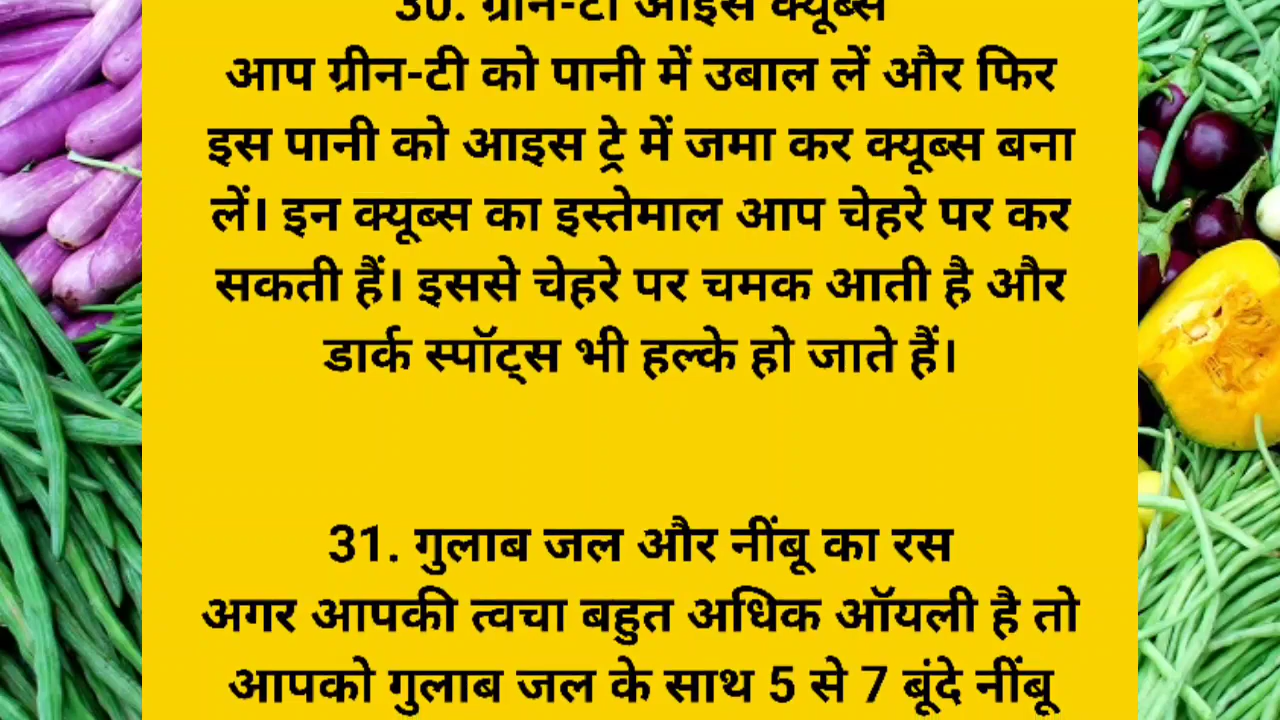 30. ग्रीन-टी आइस क्यूब्स
आप ग्रीन-टी को पानी में उबाल लें और फिर
इस पानी को आइस ट्रे में जमा कर क्यूब्स बना
लें। इन क्यूब्स का इस्तेमाल आप चेहरे पर कर
सकती हैं। इससे चेहरे पर चमक आती है और
डार्क स्पॉट्स भी हल्के हो जाते हैं।
31. गुलाब जल और नींबू का रस
अगर आपकी त्वचा बहुत अधिक ऑयली है तो
आपको गुलाब जल के साथ 5 से 7 बूंदे नींबू